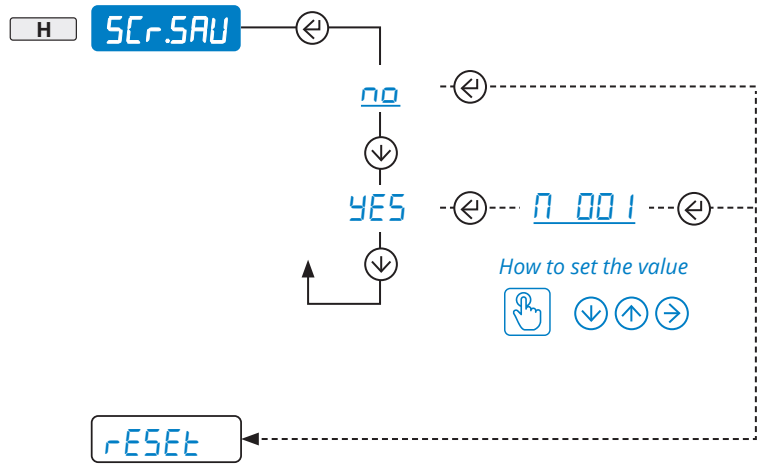 H SCr.SAU
no
YES
n 001
How to set the value
rESEt